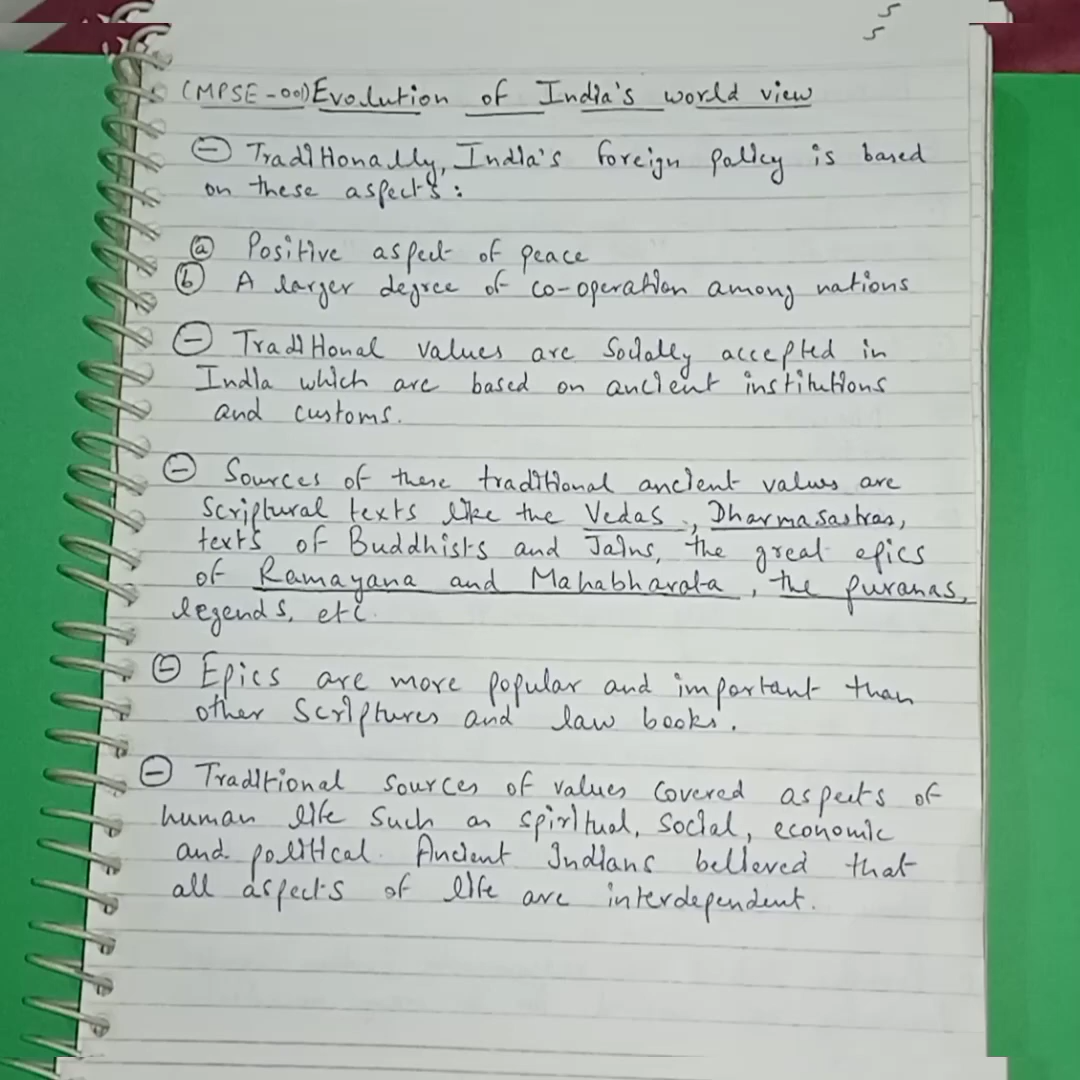 5
5
(MPSE-001) Evolution of India's world view
⊖ Traditionally, India's foreign policy is based
on these aspects:
ⓐ Positive aspect of peace
ⓑ A larger degree of co-operation among nations
⊖ Traditional values are socially accepted in
India which are based on ancient institutions
and customs.
⊖ Sources of these traditional ancient values are
scriptural texts like the Vedas, Dharmasastras,
texts of Buddhists and Jains, the great epics
of Ramayana and Mahabharata, the puranas,
legends, etc.
⊖ Epics are more popular and important than
other scriptures and law books.
⊖ Traditional sources of values covered aspects of
human life such as spiritual, social, economic
and political. Ancient Indians believed that
all aspects of life are interdependent.